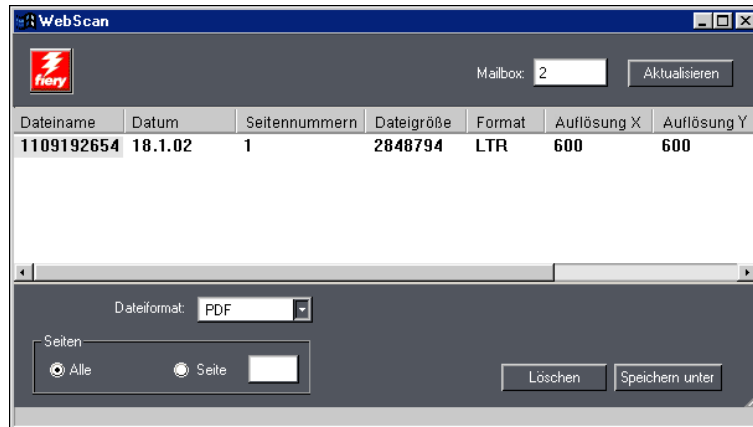 WebScan
fiery
Mailbox: 2 Aktualisieren
Dateiname Datum Seitennummern Dateigröße Format Auflösung X Auflösung Y
1109192654 18.1.02 1 2848794 LTR 600 600
Dateiformat: PDF
Seiten
Alle Seite
Löschen Speichern unter